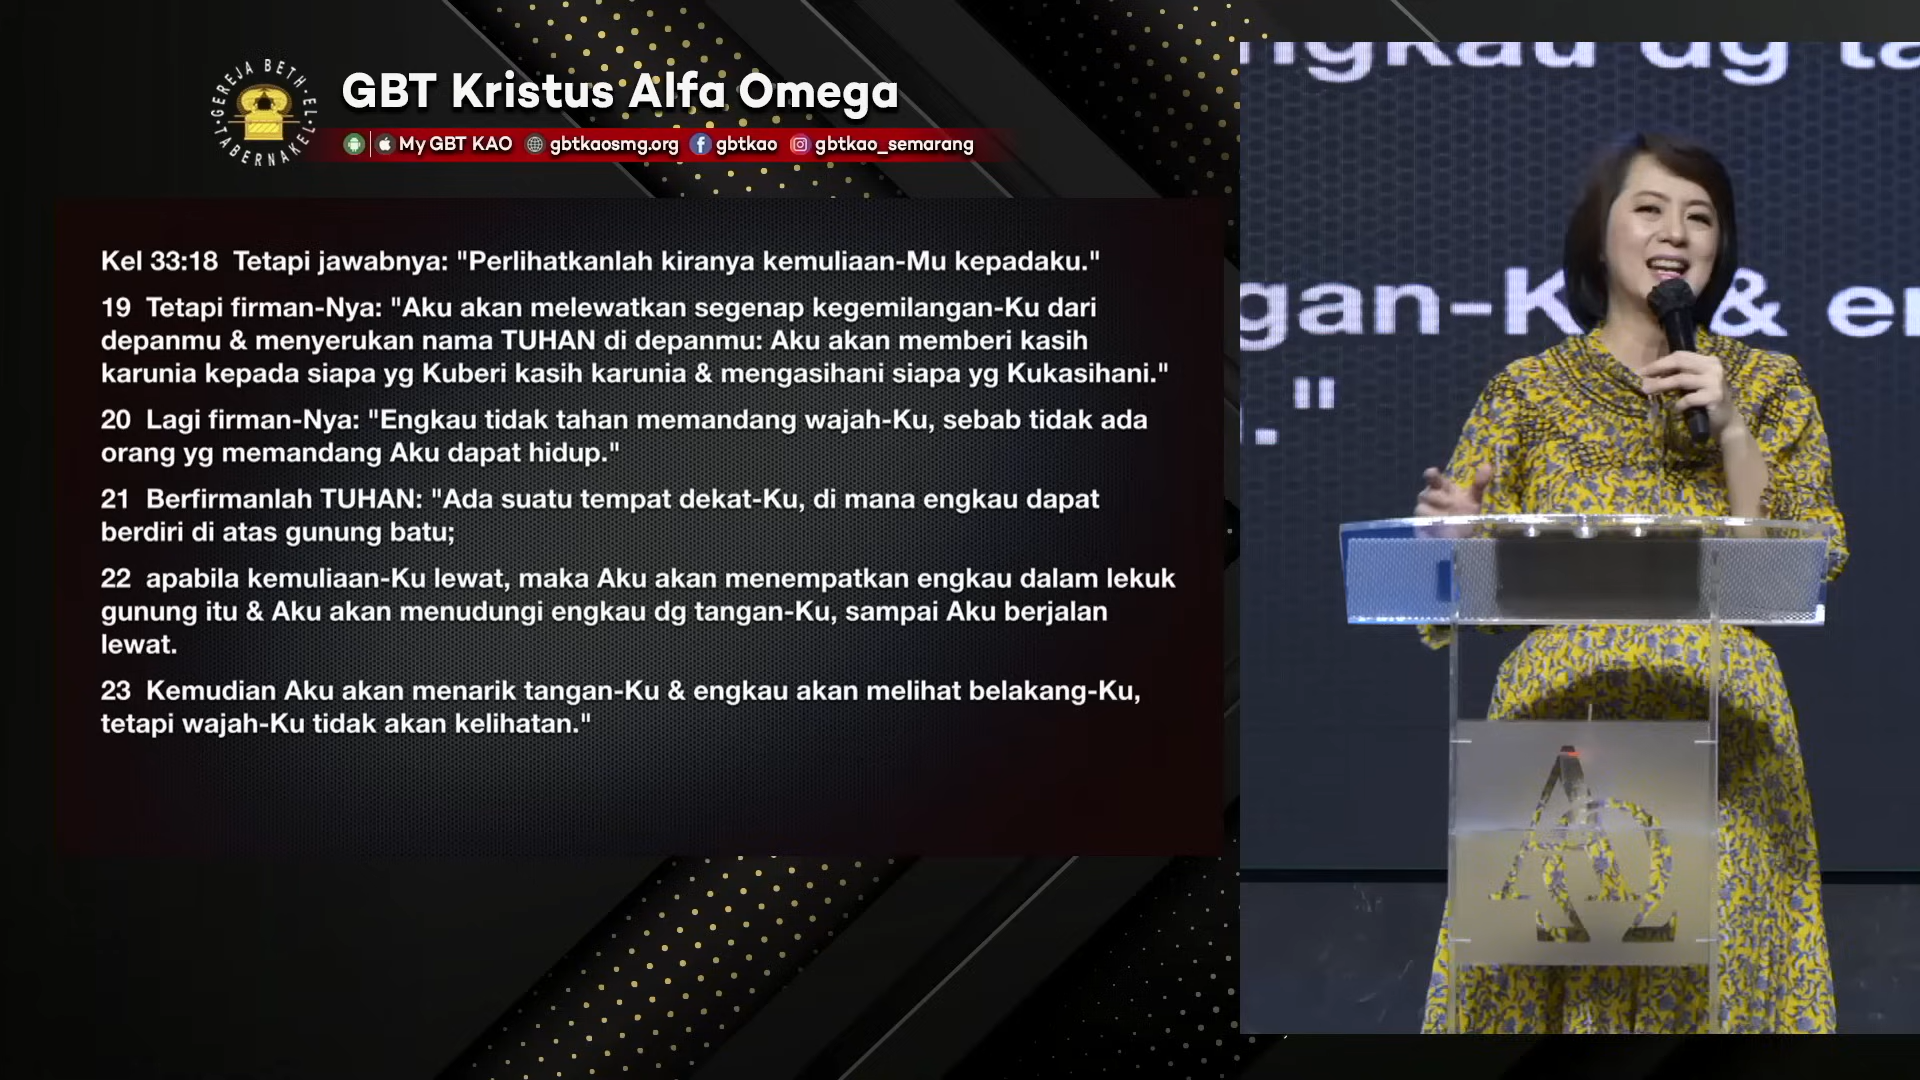 GEREJA BETH-EL TABERNAKEL
GBT Kristus Alfa Omega
My GBT KAO gbtkaosmg.org gbtkao gbtkao_semarang
Kel 33:18 Tetapi jawabnya: "Perlihatkanlah kiranya kemuliaan-Mu kepadaku."
19 Tetapi firman-Nya: "Aku akan melewatkan segenap kegemilangan-Ku dari
depanmu & menyerukan nama TUHAN di depanmu: Aku akan memberi kasih
karunia kepada siapa yg Kuberi kasih karunia & mengasihani siapa yg Kukasihani."
20 Lagi firman-Nya: "Engkau tidak tahan memandang wajah-Ku, sebab tidak ada
orang yg memandang Aku dapat hidup."
21 Berfirmanlah TUHAN: "Ada suatu tempat dekat-Ku, di mana engkau dapat
berdiri di atas gunung batu;
22 apabila kemuliaan-Ku lewat, maka Aku akan menempatkan engkau dalam lekuk
gunung itu & Aku akan menudungi engkau dg tangan-Ku, sampai Aku berjalan
lewat.
23 Kemudian Aku akan menarik tangan-Ku & engkau akan melihat belakang-Ku,
tetapi wajah-Ku tidak akan kelihatan."
ngkau dg ta
gan-K & e
."
ΑΩ